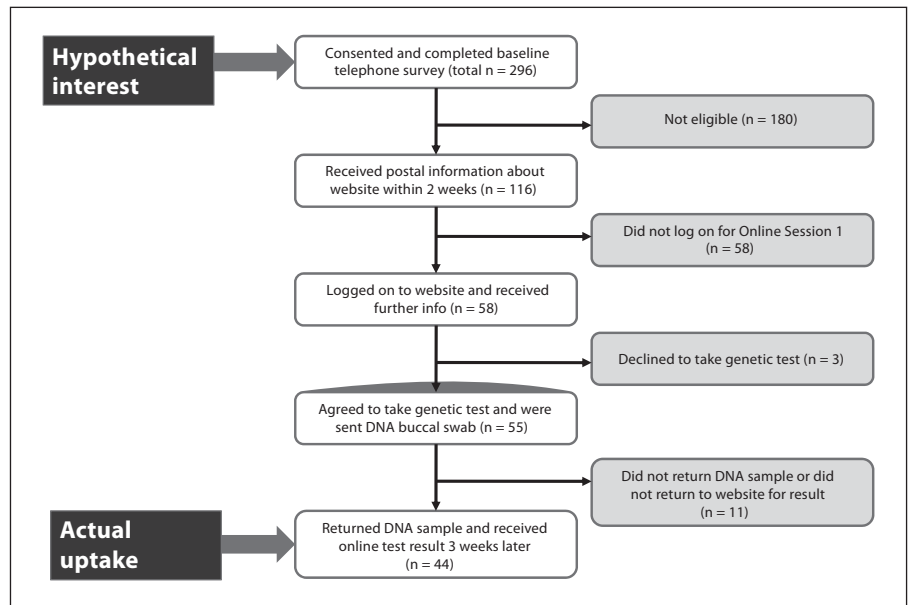 Hypothetical
interest
Consented and completed baseline
telephone survey (total n = 296)
Not eligible (n = 180)
Received postal information about
website within 2 weeks (n = 116)
Did not log on for Online Session 1
(n = 58)
Logged on to website and received
further info (n = 58)
Declined to take genetic test (n = 3)
Agreed to take genetic test and were
sent DNA buccal swab (n = 55)
Did not return DNA sample or did
not return to website for result
(n = 11)
Actual
uptake
Returned DNA sample and received
online test result 3 weeks later
(n = 44)